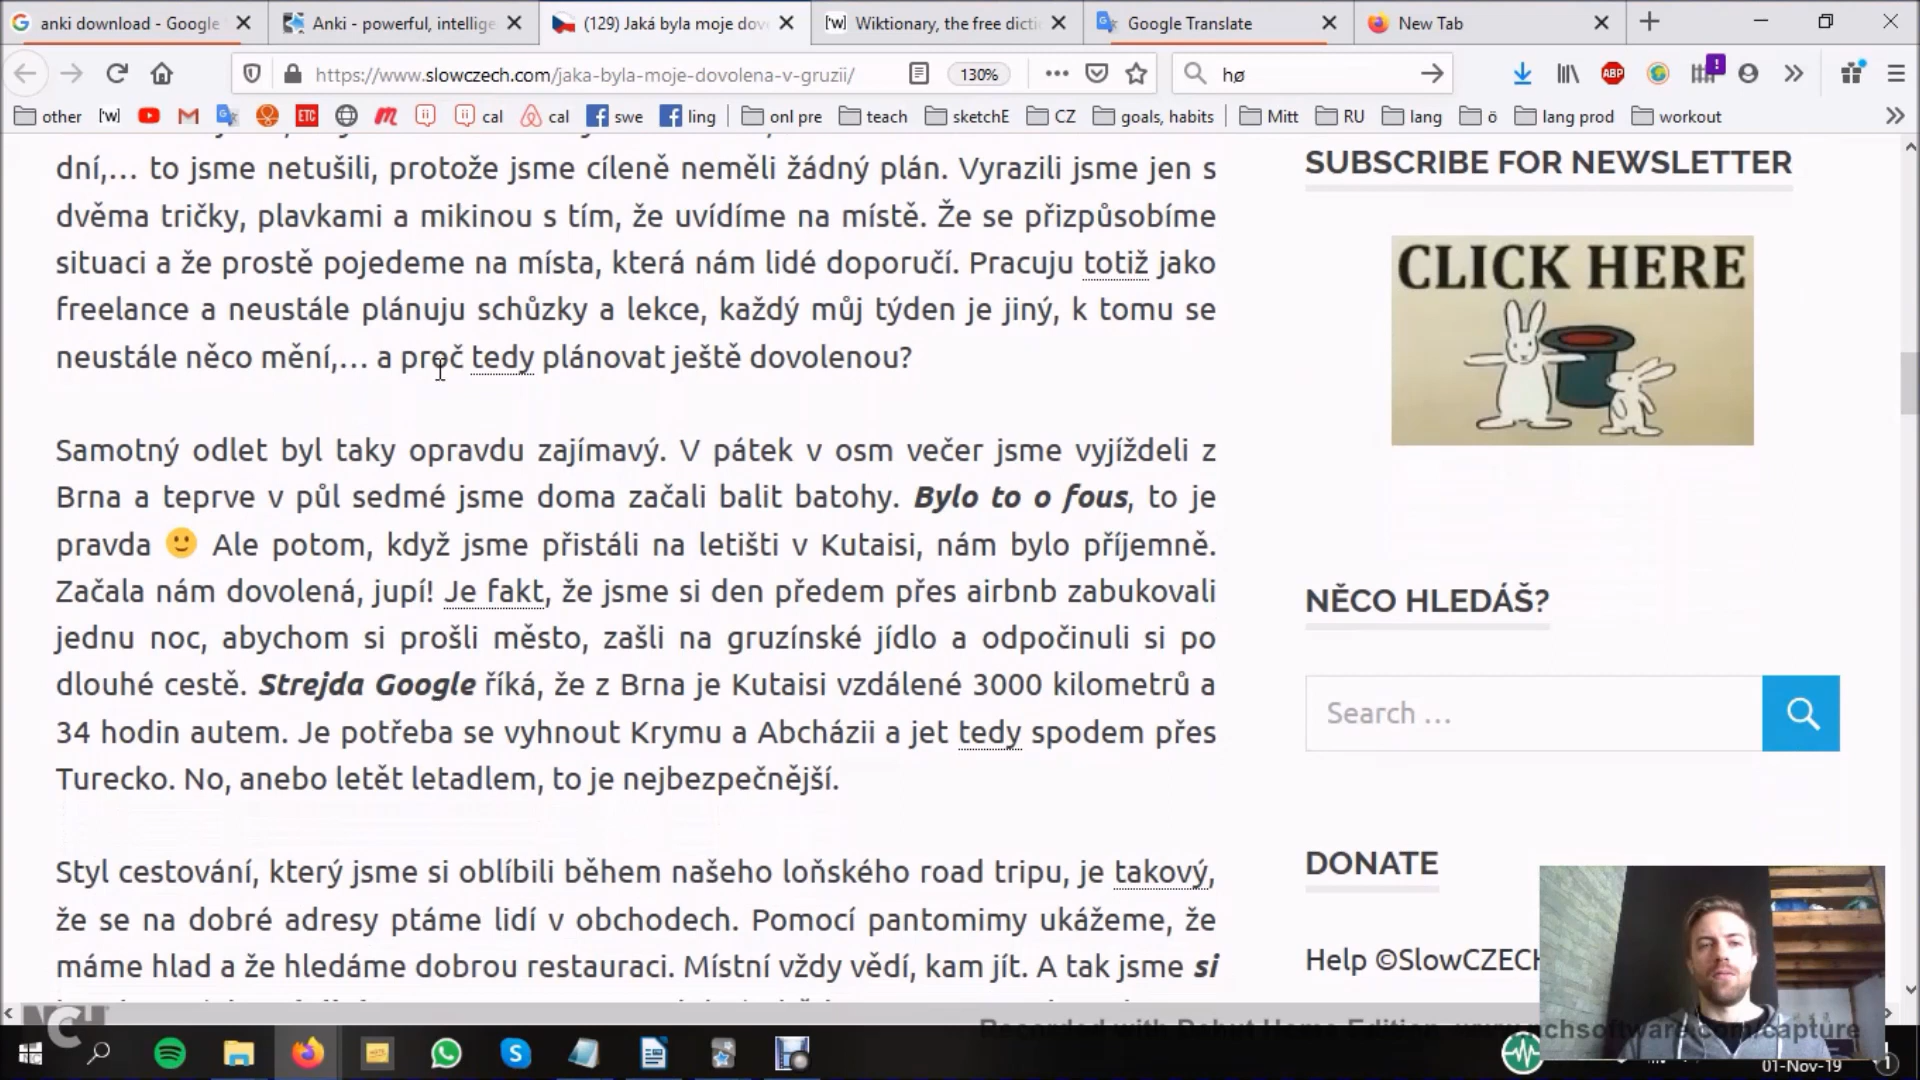 anki download - Google
Anki - powerful, intellige
(129) Jaká byla moje dov
Wiktionary, the free dicti
Google Translate
New Tab
https://www.slowczech.com/jaka-byla-moje-dovolena-v-gruzii/
130%
hø
ABP
other
['w]
ETC
cal
cal
swe
ling
onl pre
teach
sketchE
CZ
goals, habits
Mitt
RU
lang
ö
lang prod
workout
dní,… to jsme netušili, protože jsme cíleně neměli žádný plán. Vyrazili jsme jen s
dvěma tričky, plavkami a mikinou s tím, že uvidíme na místě. Že se přizpůsobíme
situaci a že prostě pojedeme na místa, která nám lidé doporučí. Pracuju totiž jako
freelance a neustále plánuju schůzky a lekce, každý můj týden je jiný, k tomu se
neustále něco mění,… a proč tedy plánovat ještě dovolenou?
Samotný odlet byl taky opravdu zajímavý. V pátek v osm večer jsme vyjížděli z
Brna a teprve v půl sedmé jsme doma začali balit batohy. Bylo to o fous, to je
pravda 🙂 Ale potom, když jsme přistáli na letišti v Kutaisi, nám bylo příjemně.
Začala nám dovolená, jupí! Je fakt, že jsme si den předem přes airbnb zabukovali
jednu noc, abychom si prošli město, zašli na gruzínské jídlo a odpočinuli si po
dlouhé cestě. Strejda Google říká, že z Brna je Kutaisi vzdálené 3000 kilometrů a
34 hodin autem. Je potřeba se vyhnout Krymu a Abcházii a jet tedy spodem přes
Turecko. No, anebo letět letadlem, to je nejbezpečnější.
Styl cestování, který jsme si oblíbili během našeho loňského road tripu, je takový,
že se na dobré adresy ptáme lidí v obchodech. Pomocí pantomimy ukážeme, že
máme hlad a že hledáme dobrou restauraci. Místní vždy vědí, kam jít. A tak jsme si
SUBSCRIBE FOR NEWSLETTER
CLICK HERE
NĚCO HLEDÁŠ?
Search …
DONATE
Help ©SlowCZECH
NCH
Recorded with Debut Home Edition www.nchsoftware.com/capture
01-Nov-19